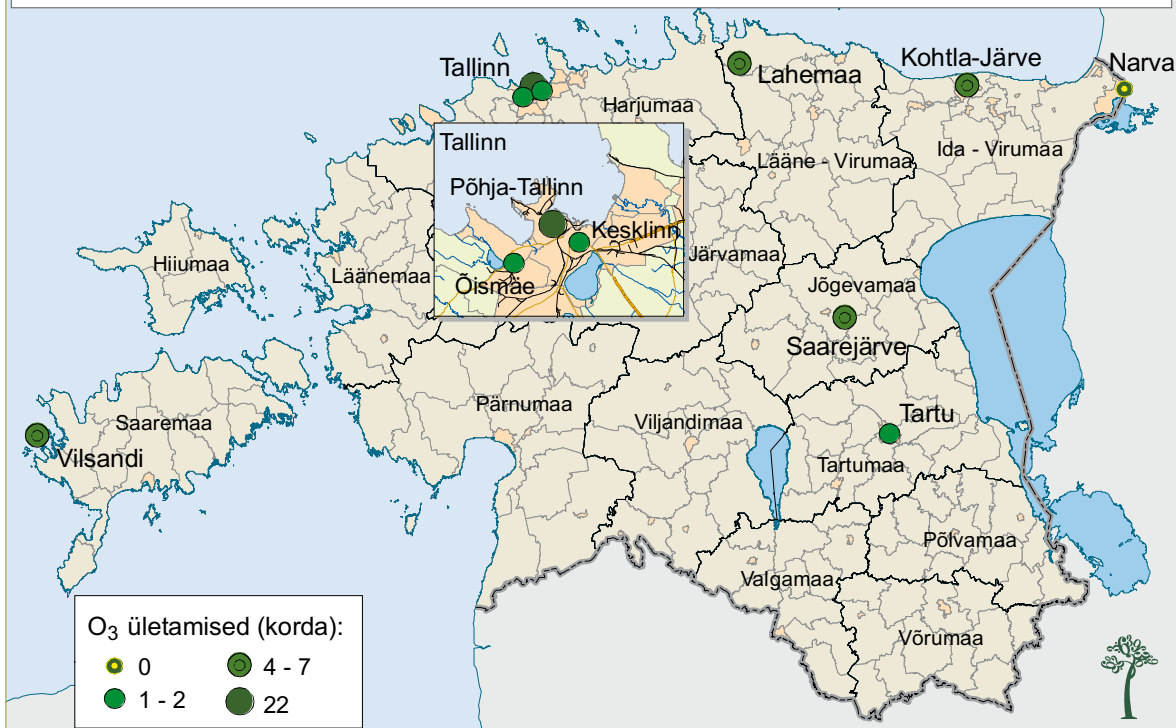 Tallinn
Lahemaa
Kohtla-Järve
Narva
Harjumaa
Lääne - Virumaa
Ida - Virumaa
Tallinn
Põhja-Tallinn
Kesklinn
Õismäe
Hiiumaa
Läänemaa
Järvamaa
Jõgevamaa
Saarejärve
Saaremaa
Vilsandi
Pärnumaa
Viljandimaa
Tartu
Tartumaa
Põlvamaa
Valgamaa
Võrumaa
O₃ ületamised (korda):
0
4 - 7
1 - 2
22